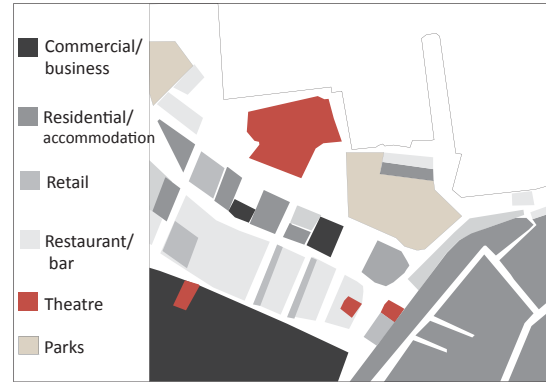 Commercial/
business
Residential/
accommodation
Retail
Restaurant/
bar
Theatre
Parks